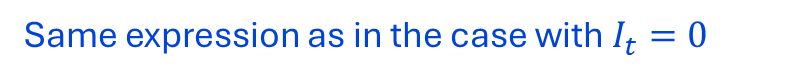 Same expression as in the case with $I_t = 0$